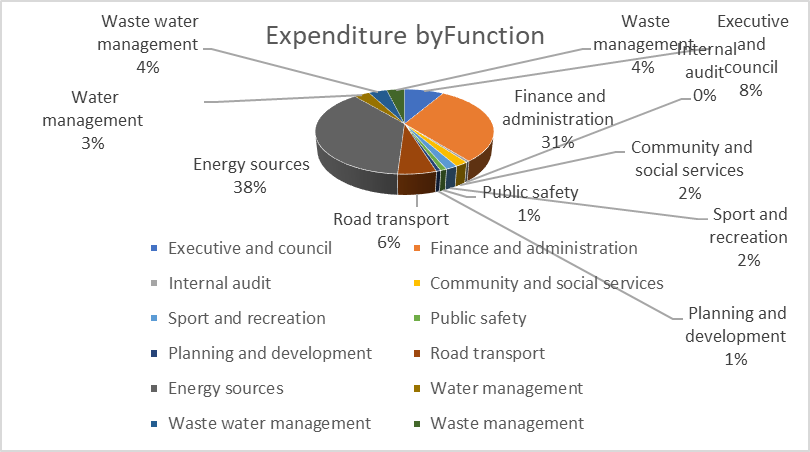 Expenditure byFunction
Waste water
management
4%
Waste
management
4%
Executive
and
council
8%
Internal
audit
0%
Water
management
3%
Finance and
administration
31%
Energy sources
38%
Community and
social services
2%
Public safety
1%
Road transport
6%
Sport and
recreation
2%
Planning and
development
1%
Executive and council
Finance and administration
Internal audit
Community and social services
Sport and recreation
Public safety
Planning and development
Road transport
Energy sources
Water management
Waste water management
Waste management